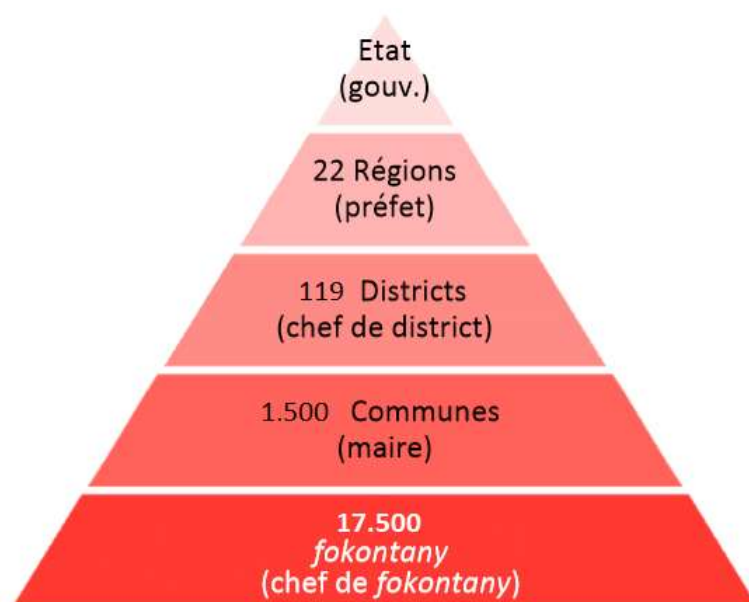 Etat
(gouv.)
22 Régions
(préfet)
119 Districts
(chef de district)
1.500 Communes
(maire)
17.500
fokontany
(chef de fokontany)